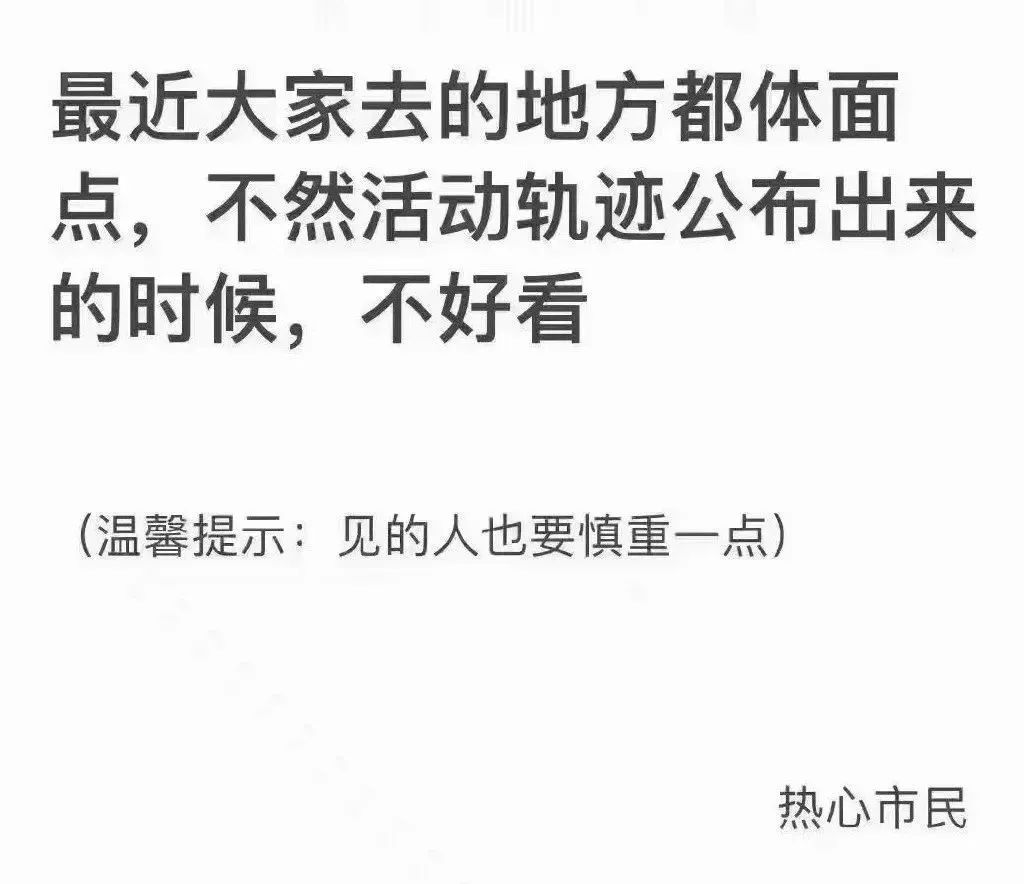 最近大家去的地方都体面
点，不然活动轨迹公布出来
的时候，不好看
（温馨提示：见的人也要慎重一点）
热心市民